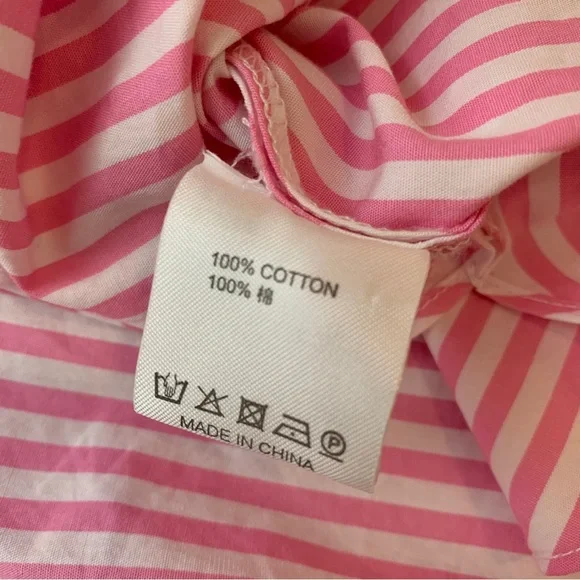 100% COTTON
100% 棉
P
MADE IN CHINA